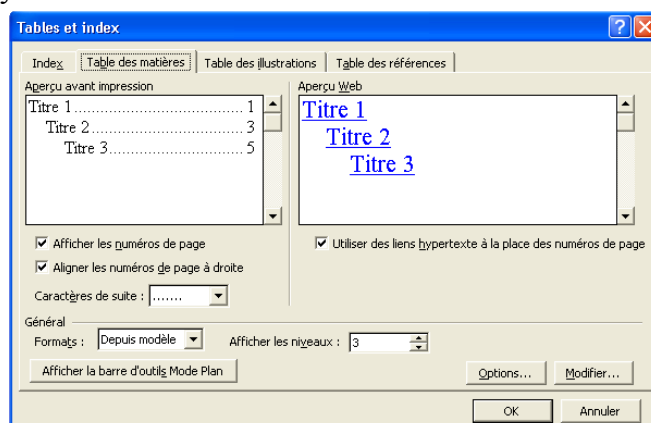 Tables et index
Index
Table des matières
Table des illustrations
Table des références
Aperçu avant impression
Titre 1 ........................................ 1
Titre 2 ..................................... 3
Titre 3 ................................. 5
Aperçu Web
Titre 1
Titre 2
Titre 3
Afficher les numéros de page
Aligner les numéros de page à droite
Caractères de suite : .......
Utiliser des liens hypertexte à la place des numéros de page
Général
Formats : Depuis modèle
Afficher les niveaux : 3
Afficher la barre d'outils Mode Plan
Options...
Modifier...
OK
Annuler